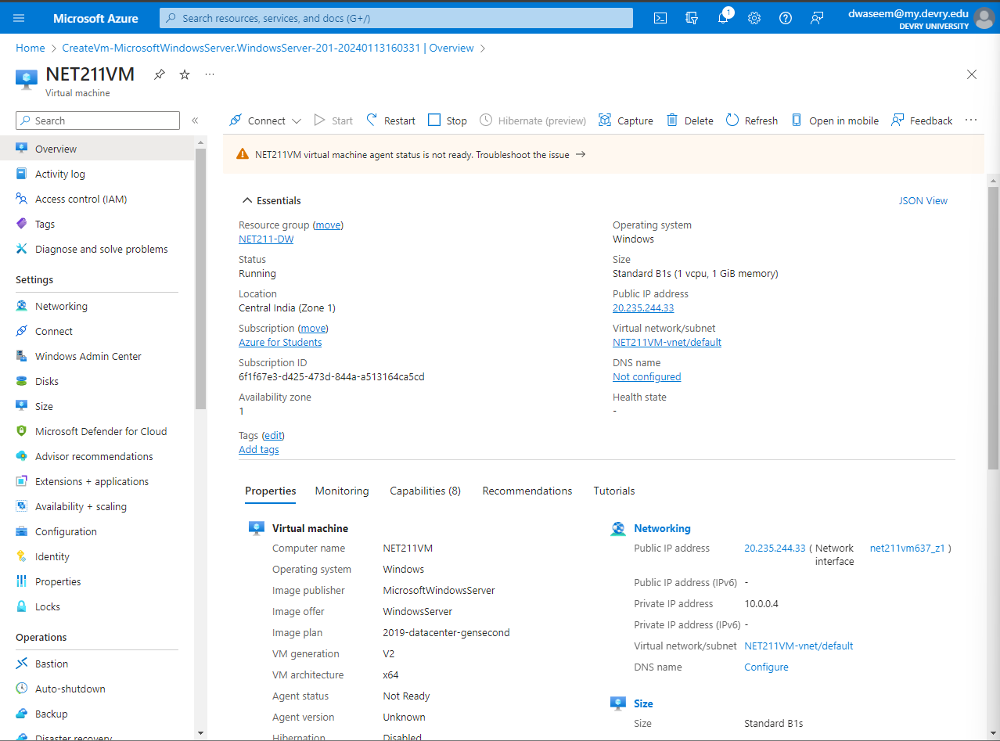 Microsoft Azure
Search resources, services, and docs (G+/)
1
dwaseem@my.devry.edu
DEVRY UNIVERSITY
Home > CreateVm-MicrosoftWindowsServer.WindowsServer-201-20240113160331 | Overview >
NET211VM
Virtual machine
Search
Connect Start Restart Stop Hibernate (preview) Capture Delete Refresh Open in mobile Feedback
Overview
Activity log
Access control (IAM)
Tags
Diagnose and solve problems
Settings
Networking
Connect
Windows Admin Center
Disks
Size
Microsoft Defender for Cloud
Advisor recommendations
Extensions + applications
Availability + scaling
Configuration
Identity
Properties
Locks
Operations
Bastion
Auto-shutdown
Backup
Disaster recovery
NET211VM virtual machine agent status is not ready. Troubleshoot the issue →
Essentials
JSON View
Resource group (move)
NET211-DW
Status
Running
Location
Central India (Zone 1)
Subscription (move)
Azure for Students
Subscription ID
6f1f67e3-d425-473d-844a-a513164ca5cd
Availability zone
1
Operating system
Windows
Size
Standard B1s (1 vcpu, 1 GiB memory)
Public IP address
20.235.244.33
Virtual network/subnet
NET211VM-vnet/default
DNS name
Not configured
Health state
-
Tags (edit)
Add tags
Properties Monitoring Capabilities (8) Recommendations Tutorials
Virtual machine
Computer name NET211VM
Operating system Windows
Image publisher MicrosoftWindowsServer
Image offer WindowsServer
Image plan 2019-datacenter-gensecond
VM generation V2
VM architecture x64
Agent status Not Ready
Agent version Unknown
Hibernation Disabled
Networking
Public IP address 20.235.244.33 ( Network net211vm637_z1 )
interface
Public IP address (IPv6) -
Private IP address 10.0.0.4
Private IP address (IPv6) -
Virtual network/subnet NET211VM-vnet/default
DNS name Configure
Size
Size Standard B1s